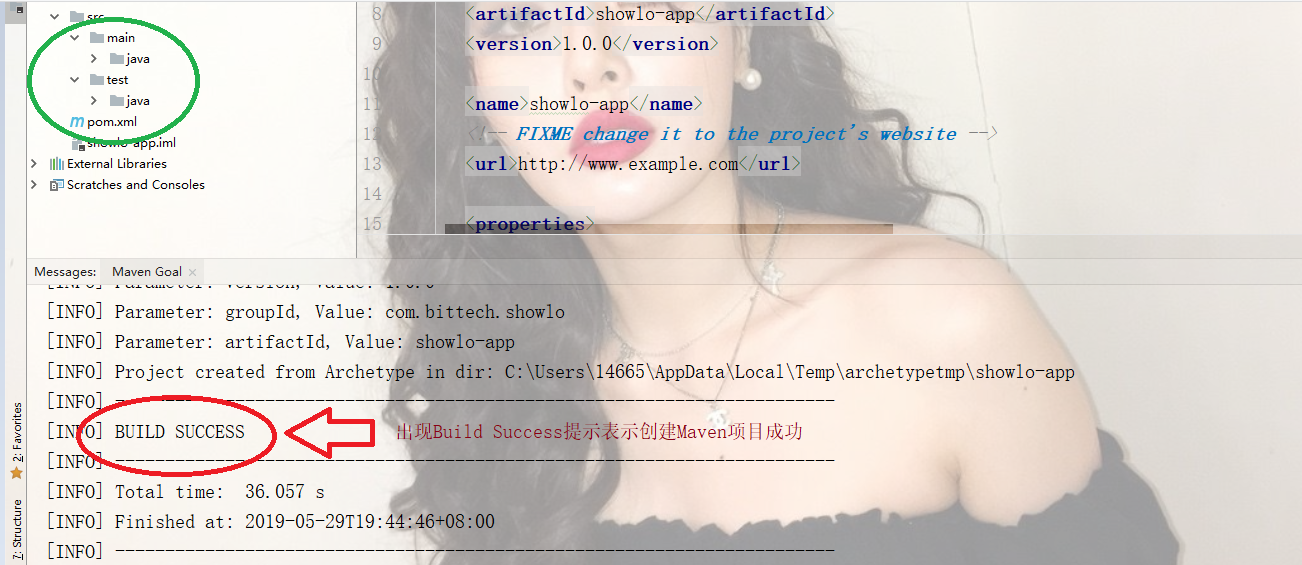 src
main
java
test
java
pom.xml
showlo-app.iml
External Libraries
Scratches and Consoles
8 <artifactId>showlo-app</artifactId>
9 <version>1.0.0</version>
10
11 <name>showlo-app</name>
12 <!-- FIXME change it to the project's website -->
13 <url>http://www.example.com</url>
14
15 <properties>
Messages: Maven Goal ×
[INFO] Parameter: version, Value: 1.0.0
[INFO] Parameter: groupId, Value: com.bittech.showlo
[INFO] Parameter: artifactId, Value: showlo-app
[INFO] Project created from Archetype in dir: C:\Users\14665\AppData\Local\Temp\archetypetmp\showlo-app
[INFO] ------------------------------------------------------------------------
[INFO] BUILD SUCCESS 出现Build Success提示表示创建Maven项目成功
[INFO] ------------------------------------------------------------------------
[INFO] Total time:  36.057 s
[INFO] Finished at: 2019-05-29T19:44:46+08:00
[INFO] ------------------------------------------------------------------------
2: Favorites
7: Structure